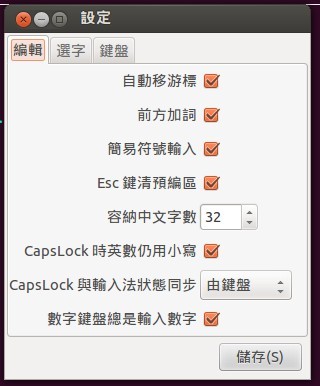 設定
編輯 選字 鍵盤
自動移游標
前方加詞
簡易符號輸入
Esc 鍵清預編區
容納中文字數 32
CapsLock 時英數仍用小寫
CapsLock 與輸入法狀態同步 由鍵盤
數字鍵盤總是輸入數字
儲存(S)